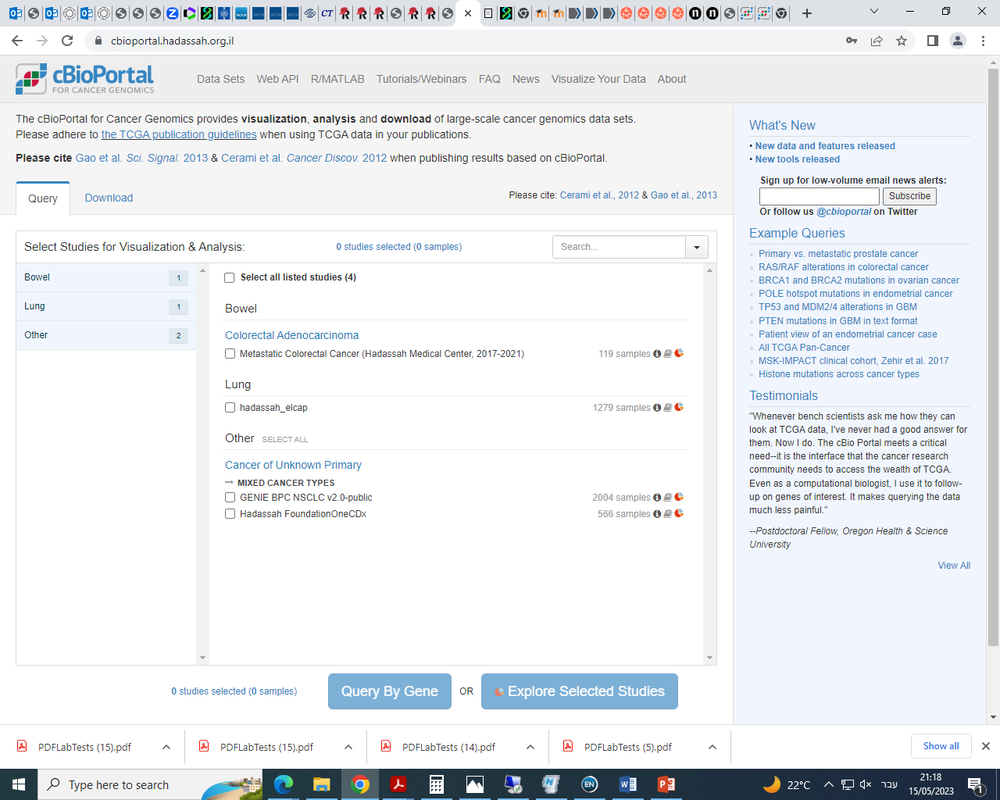 cbioportal.hadassah.org.il
cBioPortal
FOR CANCER GENOMICS
Data Sets Web API R/MATLAB Tutorials/Webinars FAQ News Visualize Your Data About
The cBioPortal for Cancer Genomics provides visualization, analysis and download of large-scale cancer genomics data sets.
Please adhere to the TCGA publication guidelines when using TCGA data in your publications.
Please cite Gao et al. Sci. Signal. 2013 & Cerami et al. Cancer Discov. 2012 when publishing results based on cBioPortal.
Query
Download
Please cite: Cerami et al., 2012 & Gao et al., 2013
Select Studies for Visualization & Analysis:
0 studies selected (0 samples)
Search...
Bowel 1
Lung 1
Other 2
Select all listed studies (4)
Bowel
Colorectal Adenocarcinoma
Metastatic Colorectal Cancer (Hadassah Medical Center, 2017-2021) 119 samples
Lung
hadassah_elcap 1279 samples
Other SELECT ALL
Cancer of Unknown Primary
MIXED CANCER TYPES
GENIE BPC NSCLC v2.0-public 2004 samples
Hadassah FoundationOneCDx 566 samples
0 studies selected (0 samples)
Query By Gene
OR
Explore Selected Studies
What's New
• New data and features released
• New tools released
Sign up for low-volume email news alerts:
Subscribe
Or follow us @cbioportal on Twitter
Example Queries
Primary vs. metastatic prostate cancer
RAS/RAF alterations in colorectal cancer
BRCA1 and BRCA2 mutations in ovarian cancer
POLE hotspot mutations in endometrial cancer
TP53 and MDM2/4 alterations in GBM
PTEN mutations in GBM in text format
Patient view of an endometrial cancer case
All TCGA Pan-Cancer
MSK-IMPACT clinical cohort, Zehir et al. 2017
Histone mutations across cancer types
Testimonials
"Whenever bench scientists ask me how they can
look at TCGA data, I've never had a good answer for
them. Now I do. The cBio Portal meets a critical
need--it is the interface that the cancer research
community needs to access the wealth of TCGA.
Even as a computational biologist, I use it to follow-
up on genes of interest. It makes querying the data
much less painful."
--Postdoctoral Fellow, Oregon Health & Science
University
View All
PDFLabTests (15).pdf
PDFLabTests (15).pdf
PDFLabTests (14).pdf
PDFLabTests (5).pdf
Show all
Type here to search
EN
22°C
עבר
21:18
15/05/2023
1